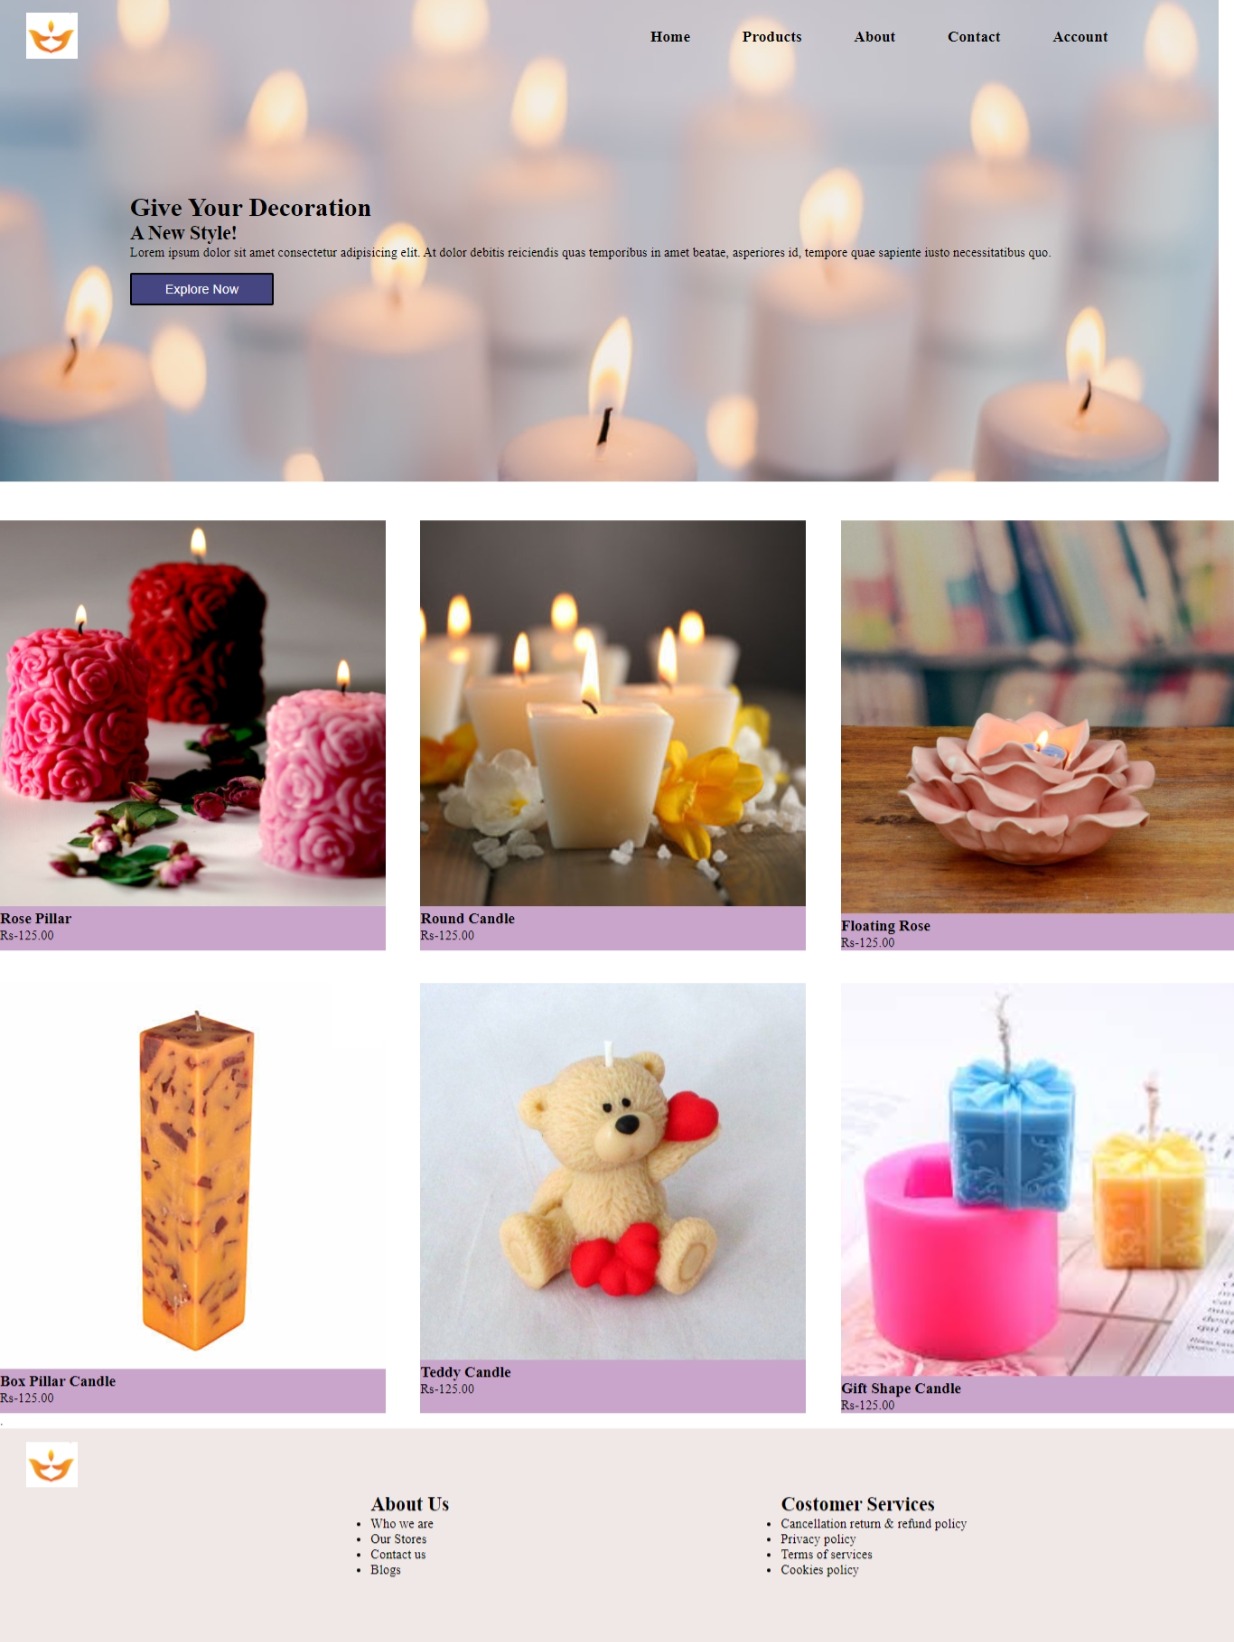 Home Products About Contact Account
Give Your Decoration
A New Style!
Lorem ipsum dolor sit amet consectetur adipisicing elit. At dolor debitis reiciendis quas temporibus in amet beatae, asperiores id, tempore quae sapiente iusto necessitatibus quo.
Explore Now
Rose Pillar
Rs-125.00
Round Candle
Rs-125.00
Floating Rose
Rs-125.00
Box Pillar Candle
Rs-125.00
Teddy Candle
Rs-125.00
Gift Shape Candle
Rs-125.00
.
About Us
• Who we are
• Our Stores
• Contact us
• Blogs
Costomer Services
• Cancellation return & refund policy
• Privacy policy
• Terms of services
• Cookies policy